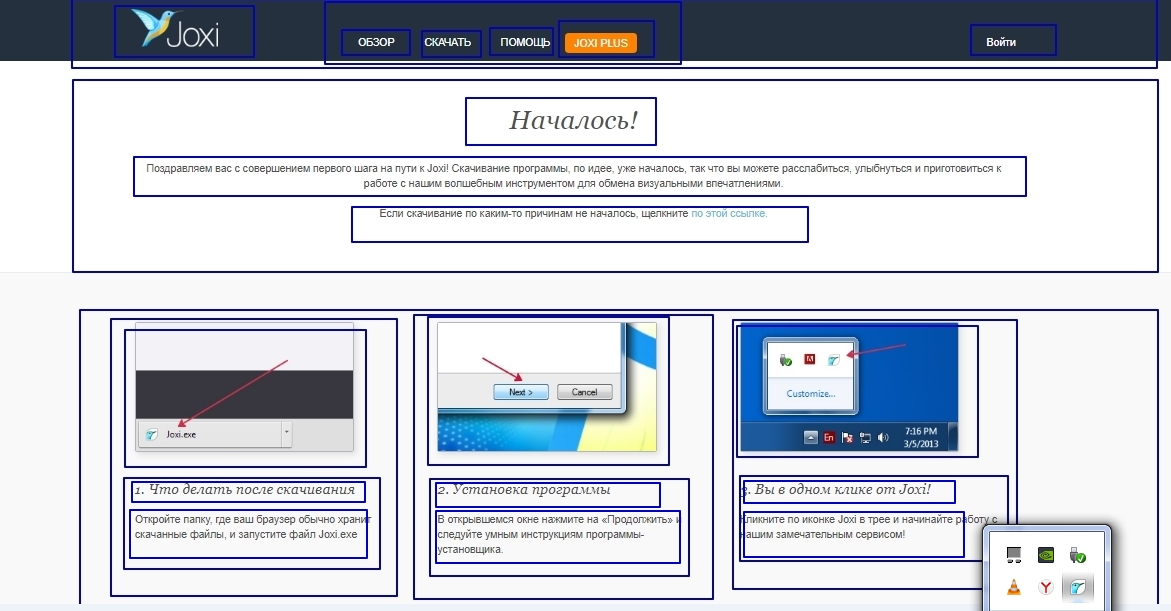 Joxi
ОБЗОР
СКАЧАТЬ
ПОМОЩЬ
JOXI PLUS
Войти
Началось!
Поздравляем вас с совершением первого шага на пути к Joxi! Скачивание программы, по идее, уже началось, так что вы можете расслабиться, улыбнуться и приготовиться к
работе с нашим волшебным инструментом для обмена визуальными впечатлениями.
Если скачивание по каким-то причинам не началось, щелкните по этой ссылке.
Joxi.exe
Next >
Cancel
M
Customize...
En
7:16 PM
3/5/2013
1. Что делать после скачивания
Откройте папку, где ваш браузер обычно хранит
скачанные файлы, и запустите файл Joxi.exe
2. Установка программы
В открывшемся окне нажмите на «Продолжить» и
следуйте умным инструкциям программы-
установщика.
3. Вы в одном клике от Joxi!
Кликните по иконке Joxi в трее и начинайте работу с
нашим замечательным сервисом!
Y